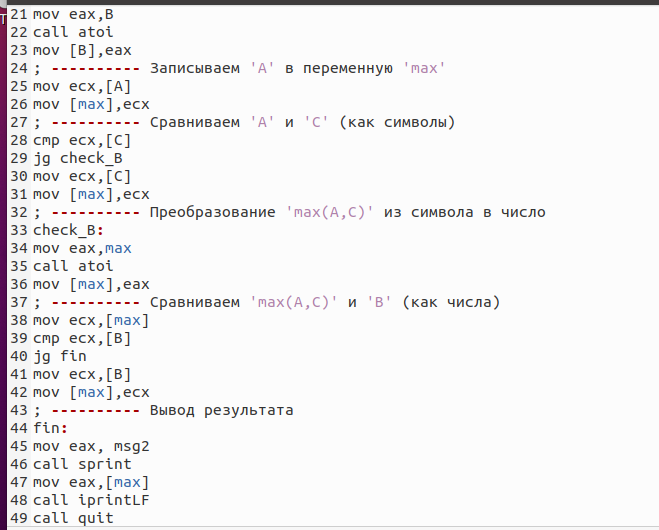 21 mov eax,B
22 call atoi
23 mov [B],eax
24 ; ---------- Записываем 'A' в переменную 'max'
25 mov ecx,[A]
26 mov [max],ecx
27 ; ---------- Сравниваем 'A' и 'С' (как символы)
28 cmp ecx,[C]
29 jg check_B
30 mov ecx,[C]
31 mov [max],ecx
32 ; ---------- Преобразование 'max(A,C)' из символа в число
33 check_B:
34 mov eax,max
35 call atoi
36 mov [max],eax
37 ; ---------- Сравниваем 'max(A,C)' и 'B' (как числа)
38 mov ecx,[max]
39 cmp ecx,[B]
40 jg fin
41 mov ecx,[B]
42 mov [max],ecx
43 ; ---------- Вывод результата
44 fin:
45 mov eax, msg2
46 call sprint
47 mov eax,[max]
48 call iprintLF
49 call quit